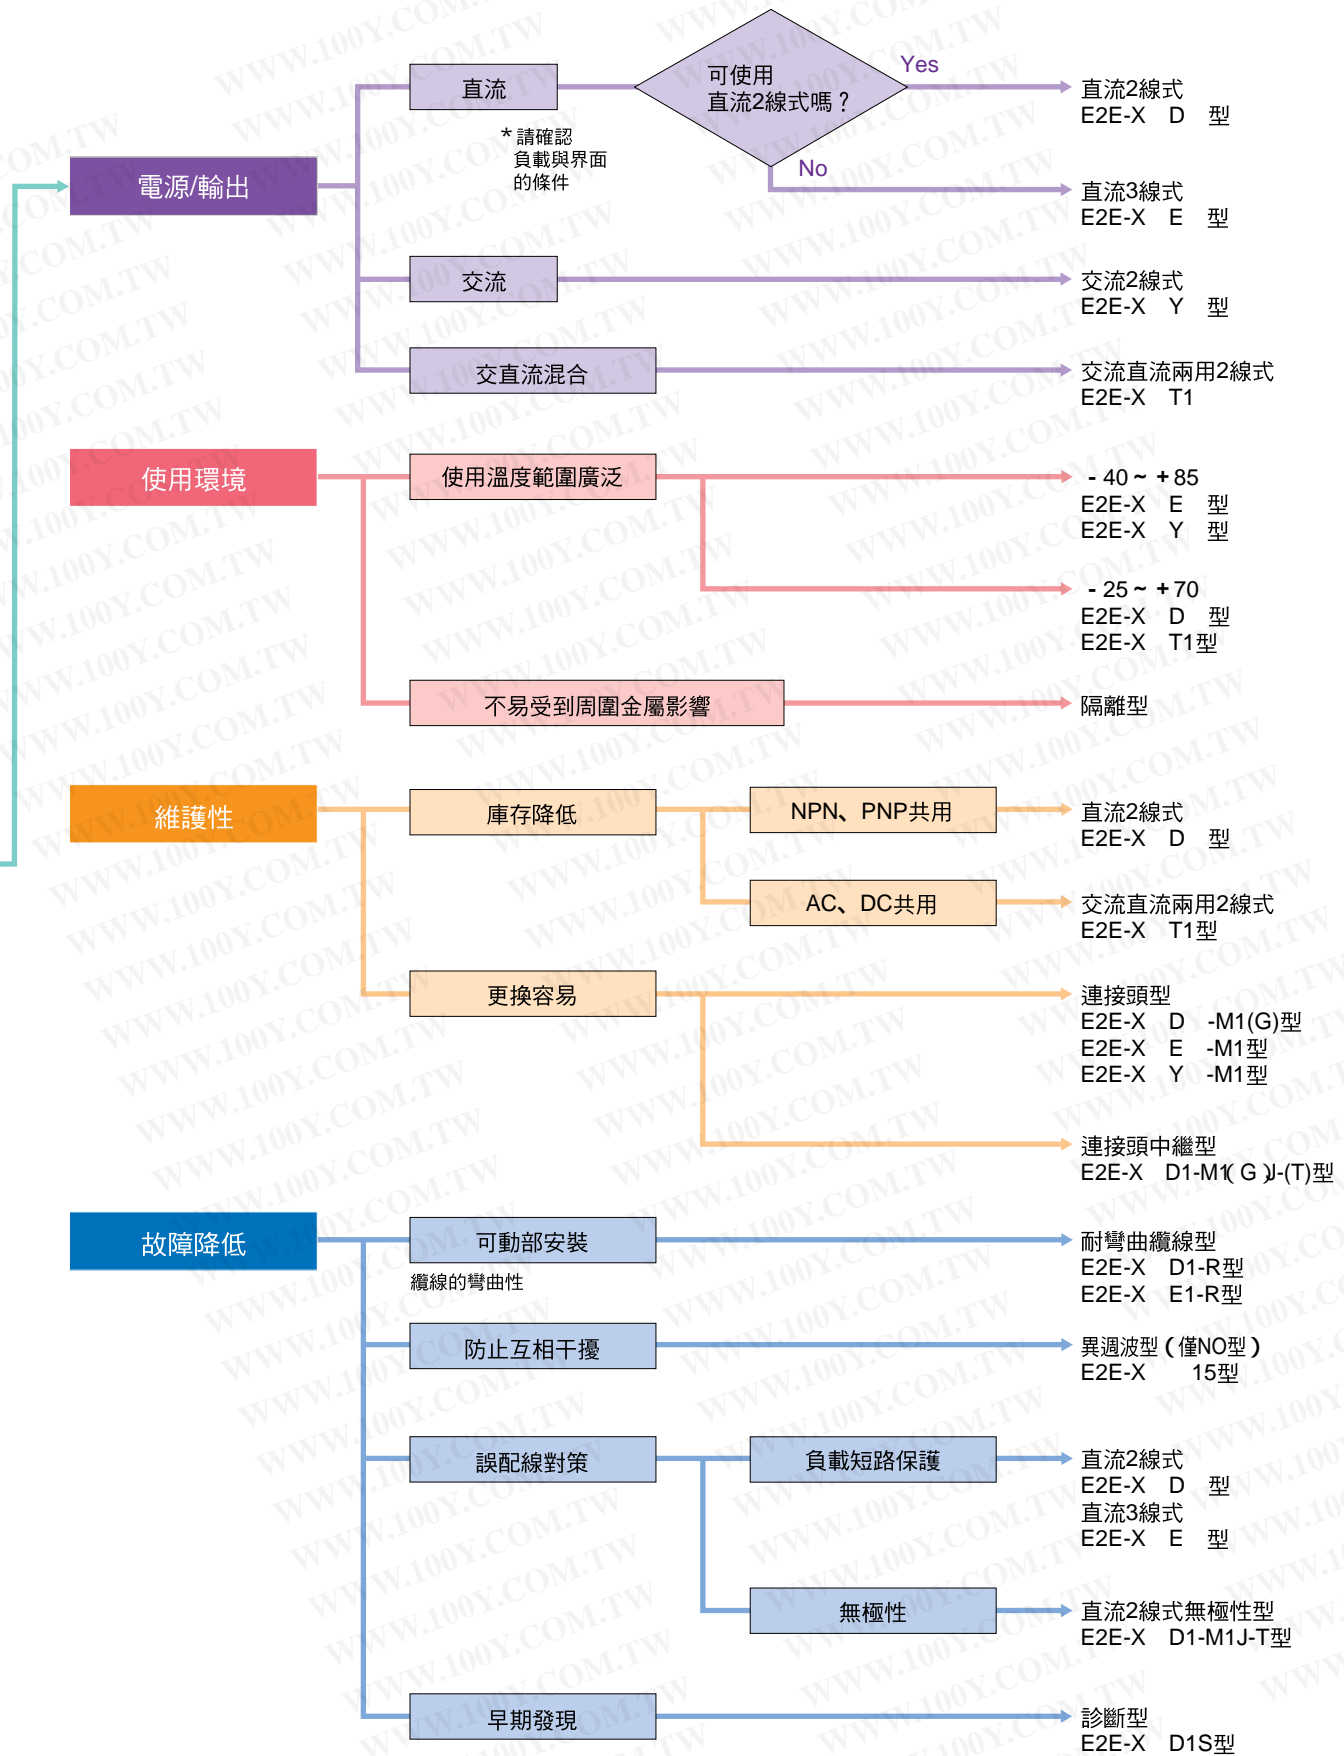 直流
*請確認
負載與界面
的條件
可使用
直流2線式嗎？
Yes
No
直流2線式
E2E-X D 型
電源/輸出
直流3線式
E2E-X E 型
交流
交流2線式
E2E-X Y 型
交直流混合
交流直流兩用2線式
E2E-X T1
使用環境
使用溫度範圍廣泛
- 40 ~ + 85
E2E-X E 型
E2E-X Y 型
- 25 ~ + 70
E2E-X D 型
E2E-X T1型
不易受到周圍金屬影響
隔離型
維護性
庫存降低
NPN、PNP共用
直流2線式
E2E-X D 型
AC、DC共用
交流直流兩用2線式
E2E-X T1型
更換容易
連接頭型
E2E-X D -M1(G)型
E2E-X E -M1型
E2E-X Y -M1型
連接頭中繼型
E2E-X D1-M1(G)J-(T)型
故障降低
可動部安裝
纜線的彎曲性
耐彎曲纜線型
E2E-X D1-R型
E2E-X E1-R型
防止互相干擾
異週波型（僅NO型）
E2E-X 15型
誤配線對策
負載短路保護
直流2線式
E2E-X D 型
直流3線式
E2E-X E 型
無極性
直流2線式無極性型
E2E-X D1-M1J-T型
早期發現
診斷型
E2E-X D1S型
WWW.100Y.COM.TW